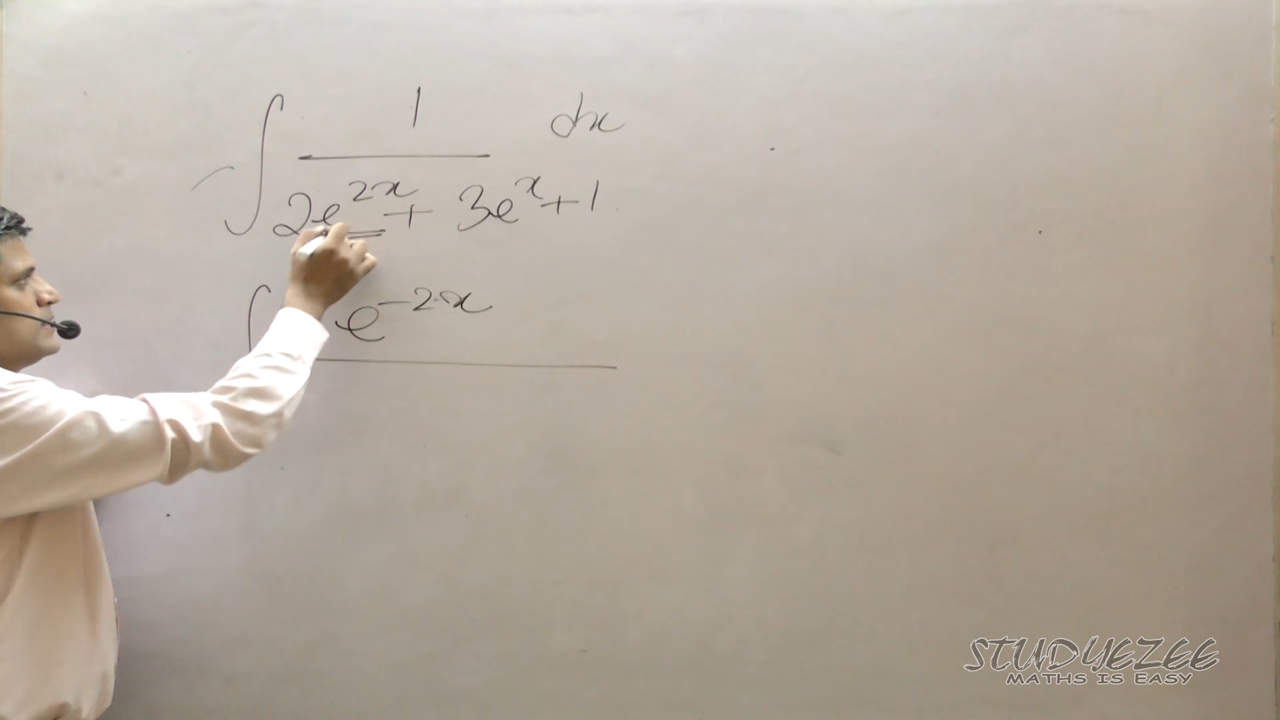 ∫ 1 / (2e^{2x} + 3e^x + 1) dx
∫ e^{-2x}
STUDYEZEE
MATHS IS EASY